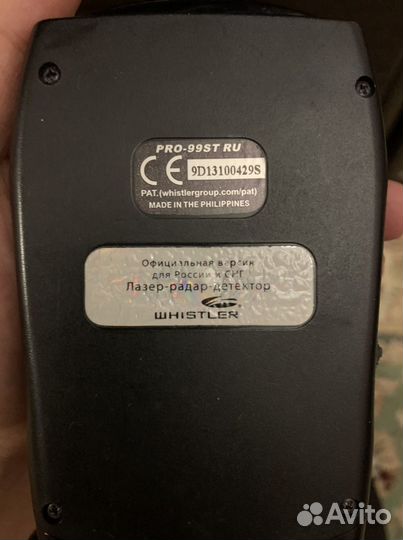 PRO-99ST RU
CE 9D13100429S
PAT.(whistlergroup.com/pat)
MADE IN THE PHILIPPINES
Официальная версия
для России и СНГ
Лазер-радар-детектор
WHISTLER
Avito